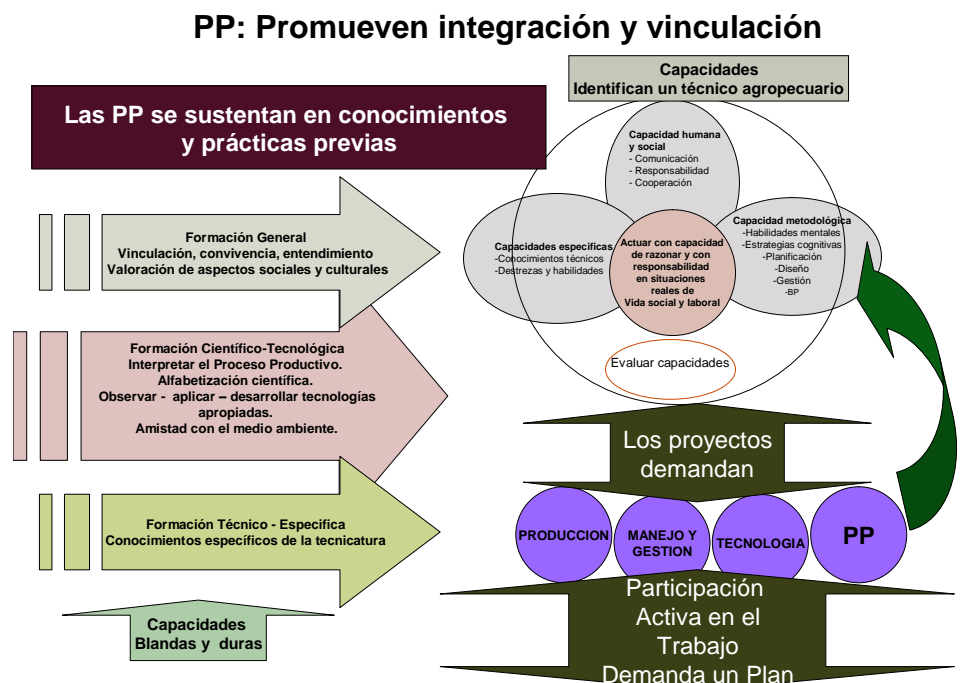 PP: Promueven integración y vinculación
Las PP se sustentan en conocimientos
y prácticas previas
Formación General
Vinculación, convivencia, entendimiento
Valoración de aspectos sociales y culturales
Formación Científico-Tecnológica
Interpretar el Proceso Productivo.
Alfabetización científica.
Observar - aplicar – desarrollar tecnologías
apropiadas.
Amistad con el medio ambiente.
Formación Técnico - Especifica
Conocimientos específicos de la tecnicatura
Capacidades
Blandas y duras
Capacidades
Identifican un técnico agropecuario
Capacidad humana
y social
- Comunicación
- Responsabilidad
- Cooperación
Capacidades específicas
-Conocimientos técnicos
-Destrezas y habilidades
Actuar con capacidad
de razonar y con
responsabilidad
en situaciones
reales de
Vida social y laboral
Capacidad metodológica
-Habilidades mentales
-Estrategias cognitivas
-Planificación
-Diseño
-Gestión
-BP
Evaluar capacidades
Los proyectos
demandan
PRODUCCION
MANEJO Y
GESTION
TECNOLOGIA
PP
Participación
Activa en el
Trabajo
Demanda un Plan